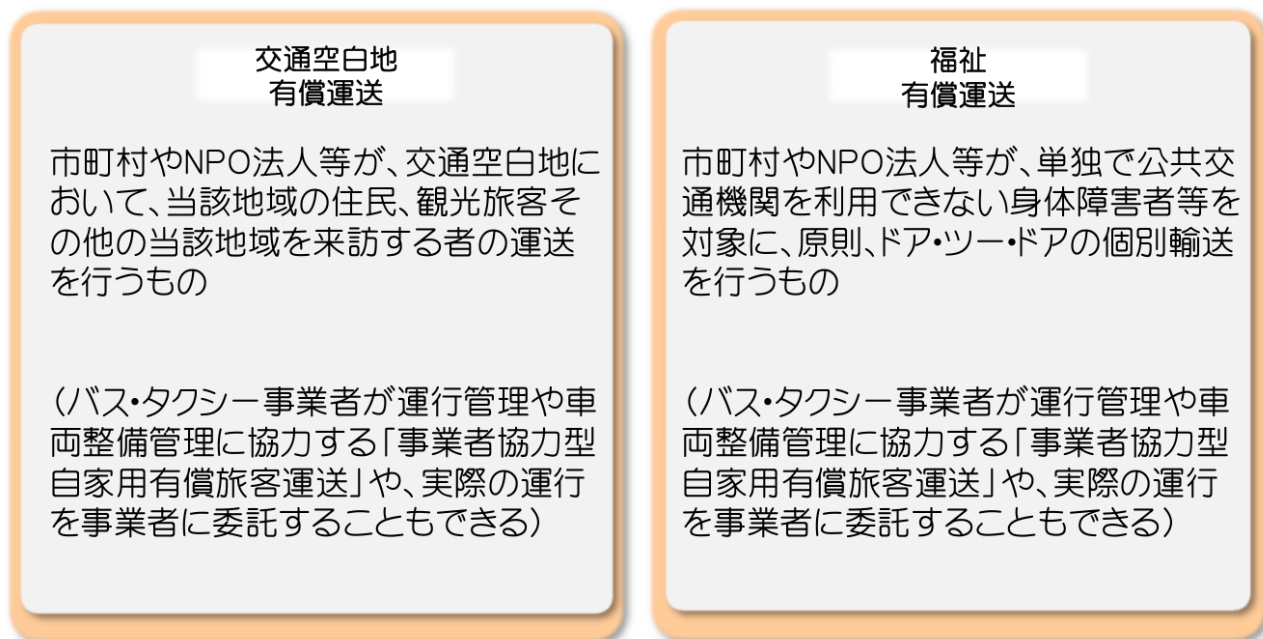 交通空白地
有償運送
市町村やNPO法人等が、交通空白地に
おいて、当該地域の住民、観光旅客そ
の他の当該地域を来訪する者の運送
を行うもの
(バス・タクシー事業者が運行管理や車
両整備管理に協力する「事業者協力型
自家用有償旅客運送」や、実際の運行
を事業者に委託することもできる)
福祉
有償運送
市町村やNPO法人等が、単独で公共交
通機関を利用できない身体障害者等を
対象に、原則、ドア・ツー・ドアの個別輸送
を行うもの
(バス・タクシー事業者が運行管理や車
両整備管理に協力する「事業者協力型
自家用有償旅客運送」や、実際の運行
を事業者に委託することもできる)